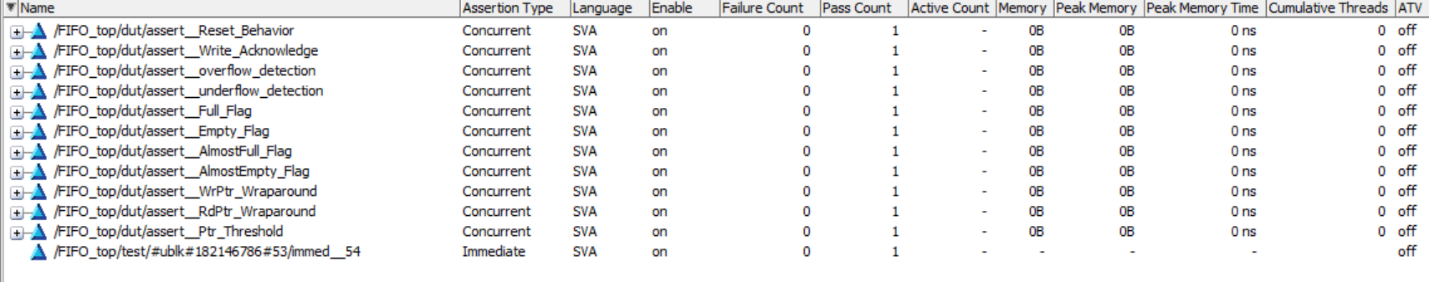 Name Assertion Type Language Enable Failure Count Pass Count Active Count Memory Peak Memory Peak Memory Time Cumulative Threads ATV
/FIFO_top/dut/assert__Reset_Behavior Concurrent SVA on 0 1 - 0B 0B 0 ns 0 off
/FIFO_top/dut/assert__Write_Acknowledge Concurrent SVA on 0 1 - 0B 0B 0 ns 0 off
/FIFO_top/dut/assert__overflow_detection Concurrent SVA on 0 1 - 0B 0B 0 ns 0 off
/FIFO_top/dut/assert__underflow_detection Concurrent SVA on 0 1 - 0B 0B 0 ns 0 off
/FIFO_top/dut/assert__Full_Flag Concurrent SVA on 0 1 - 0B 0B 0 ns 0 off
/FIFO_top/dut/assert__Empty_Flag Concurrent SVA on 0 1 - 0B 0B 0 ns 0 off
/FIFO_top/dut/assert__AlmostFull_Flag Concurrent SVA on 0 1 - 0B 0B 0 ns 0 off
/FIFO_top/dut/assert__AlmostEmpty_Flag Concurrent SVA on 0 1 - 0B 0B 0 ns 0 off
/FIFO_top/dut/assert__WrPtr_Wraparound Concurrent SVA on 0 1 - 0B 0B 0 ns 0 off
/FIFO_top/dut/assert__RdPtr_Wraparound Concurrent SVA on 0 1 - 0B 0B 0 ns 0 off
/FIFO_top/dut/assert__Ptr_Threshold Concurrent SVA on 0 1 - 0B 0B 0 ns 0 off
/FIFO_top/test/#ublk#182146786#53/immed__54 Immediate SVA on 0 1 - - - - off